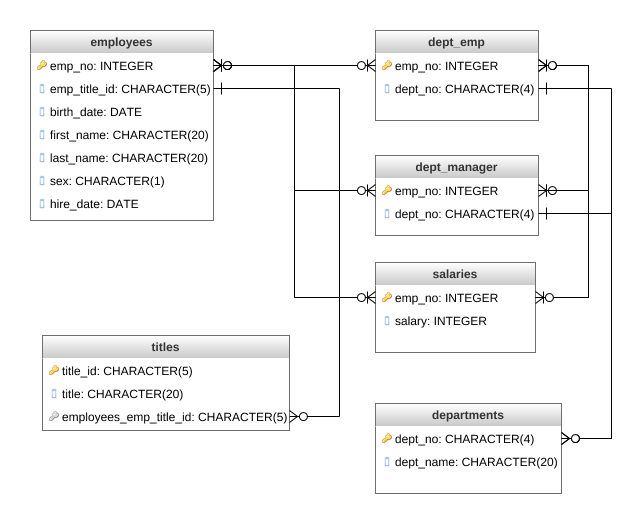 employees
emp_no: INTEGER
emp_title_id: CHARACTER(5)
birth_date: DATE
first_name: CHARACTER(20)
last_name: CHARACTER(20)
sex: CHARACTER(1)
hire_date: DATE
dept_emp
emp_no: INTEGER
dept_no: CHARACTER(4)
dept_manager
emp_no: INTEGER
dept_no: CHARACTER(4)
salaries
emp_no: INTEGER
salary: INTEGER
titles
title_id: CHARACTER(5)
title: CHARACTER(20)
employees_emp_title_id: CHARACTER(5)
departments
dept_no: CHARACTER(4)
dept_name: CHARACTER(20)